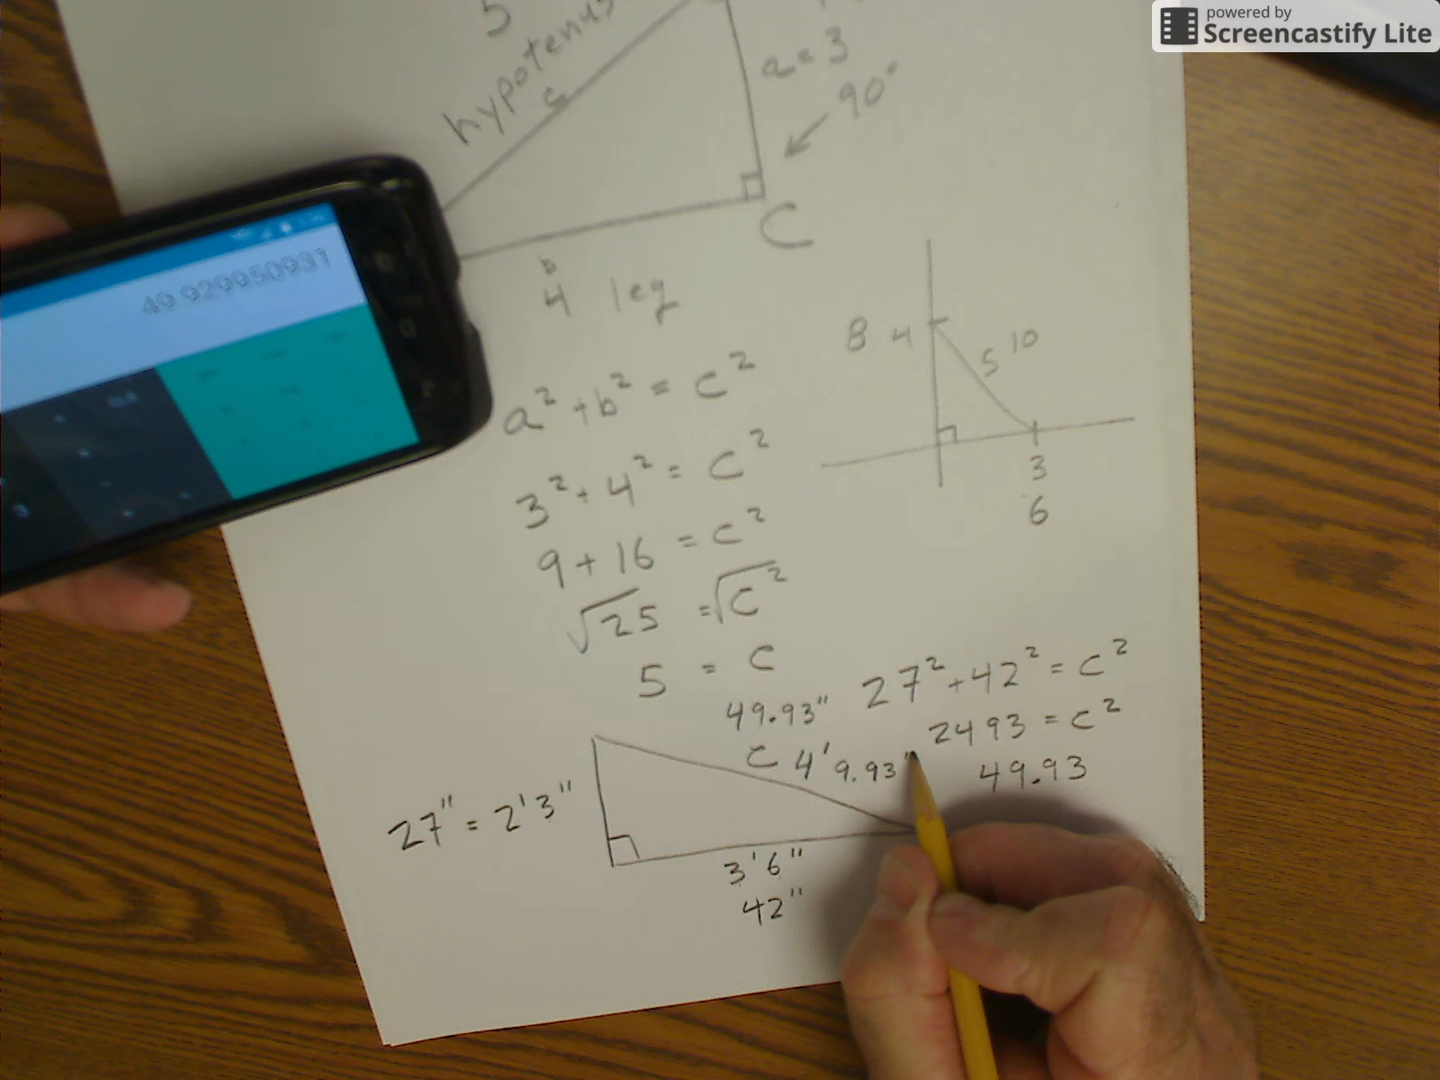 powered by
Screencastify Lite
5
hypotenus
c
a = 3
90°
C
b
4 leg
49.929950931
a² + b² = c²
3² + 4² = c²
9 + 16 = c²
√25 = √c²
5 = c
8 4
5 10
3
6
27² + 42² = c²
2493 = c²
49.93
49.93"
c 4' 9.93"
27" = 2'3"
3'6"
42"